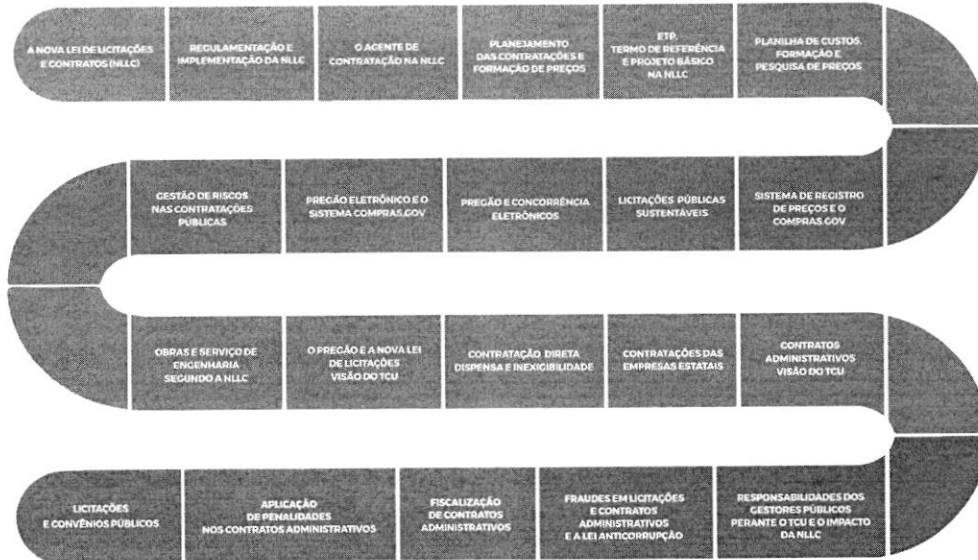 A NOVA LEI DE LICITAÇÕES
E CONTRATOS (NLLC)
REGULAMENTAÇÃO E
IMPLEMENTAÇÃO DA NLLC
O AGENTE DE
CONTRATAÇÃO NA NLLC
PLANEJAMENTO
DAS CONTRATAÇÕES E
FORMAÇÃO DE PREÇOS
ETP,
TERMO DE REFERÊNCIA
E PROJETO BÁSICO
NA NLLC
PLANILHA DE CUSTOS,
FORMAÇÃO E
PESQUISA DE PREÇOS
GESTÃO DE RISCOS
NAS CONTRATAÇÕES
PÚBLICAS
PREGÃO ELETRÔNICO E O
SISTEMA COMPRAS.GOV
PREGÃO E CONCORRÊNCIA
ELETRÔNICOS
LICITAÇÕES PÚBLICAS
SUSTENTÁVEIS
SISTEMA DE REGISTRO
DE PREÇOS E O
COMPRAS.GOV
OBRAS E SERVIÇO DE
ENGENHARIA
SEGUNDO A NLLC
O PREGÃO E A NOVA LEI
DE LICITAÇÕES
VISÃO DO TCU
CONTRATAÇÃO DIRETA
DISPENSA E INEXIGIBILIDADE
CONTRATAÇÕES DAS
EMPRESAS ESTATAIS
CONTRATOS
ADMINISTRATIVOS
VISÃO DO TCU
LICITAÇÕES
E CONVÊNIOS PÚBLICOS
APLICAÇÃO
DE PENALIDADES
NOS CONTRATOS ADMINISTRATIVOS
FISCALIZAÇÃO
DE CONTRATOS
ADMINISTRATIVOS
FRAUDES EM LICITAÇÕES
E CONTRATOS
ADMINISTRATIVOS
E A LEI ANTICORRUPÇÃO
RESPONSABILIDADES DOS
GESTORES PÚBLICOS
PERANTE O TCU E O IMPACTO
DA NLLC